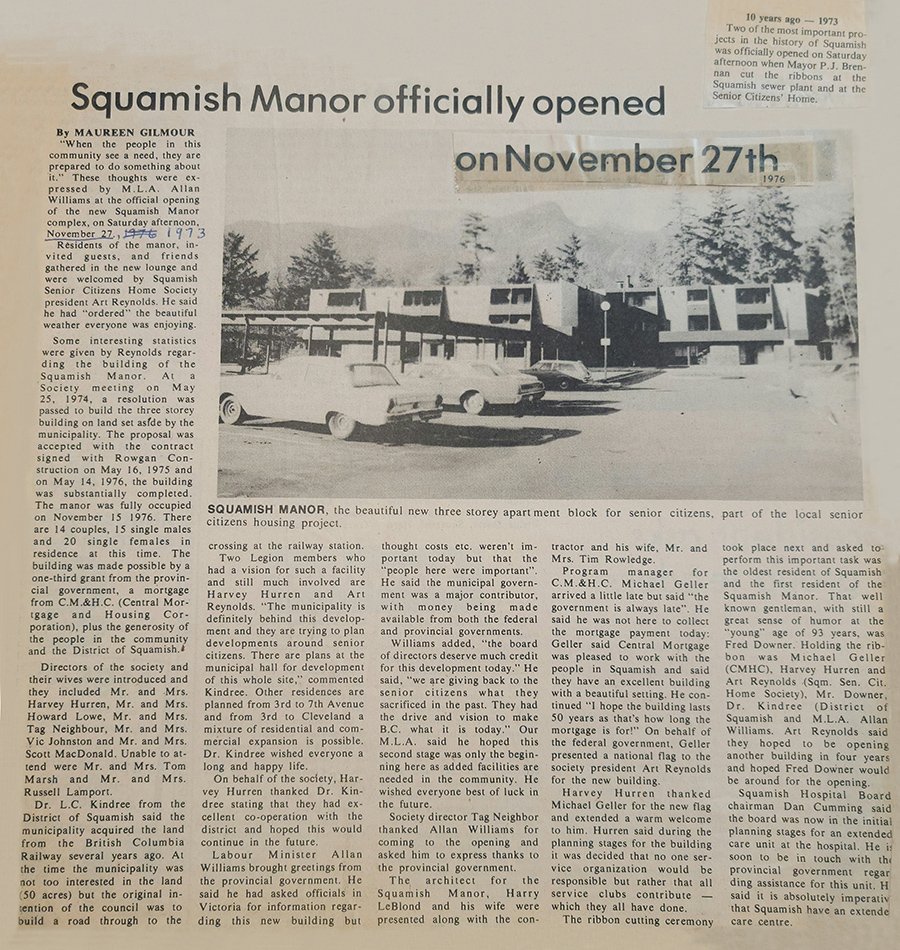 10 years ago — 1973
Two of the most important pro-
jects in the history of Squamish
was officially opened on Saturday
afternoon when Mayor P.J. Bren-
nan cut the ribbons at the
Squamish sewer plant and at the
Senior Citizens' Home.
Squamish Manor officially opened
on November 27th
1976
By MAUREEN GILMOUR
"When the people in this
community see a need, they are
prepared to do something about
it." These thoughts were ex-
pressed by M.L.A. Allan
Williams at the official opening
of the new Squamish Manor
complex, on Saturday afternoon,
November 27, 1976 1973
Residents of the manor, in-
vited guests, and friends
gathered in the new lounge and
were welcomed by Squamish
Senior Citizens Home Society
president Art Reynolds. He said
he had "ordered" the beautiful
weather everyone was enjoying.
Some interesting statistics
were given by Reynolds regar-
ding the building of the
Squamish Manor. At a
Society meeting on May
25, 1974, a resolution was
passed to build the three storey
building on land set aside by the
municipality. The proposal was
accepted with the contract
signed with Rowgan Con-
struction on May 16, 1975 and
on May 14, 1976, the building
was substantially completed.
The manor was fully occupied
on November 15 1976. There
are 14 couples, 15 single males
and 20 single females in
residence at this time. The
building was made possible by a
one-third grant from the provin-
cial government, a mortgage
from C.M.&H.C. (Central Mor-
tgage and Housing Cor-
poration), plus the generosity of
the people in the community
and the District of Squamish.
Directors of the society and
their wives were introduced and
they included Mr. and Mrs.
Harvey Hurren, Mr. and Mrs.
Howard Lowe, Mr. and Mrs.
Tag Neighbour, Mr. and Mrs.
Vic Johnston and Mr. and Mrs.
Scott MacDonald. Unable to at-
tend were Mr. and Mrs. Tom
Marsh and Mr. and Mrs.
Russell Lamport.
Dr. L.C. Kindree from the
District of Squamish said the
municipality acquired the land
from the British Columbia
Railway several years ago. At
the time the municipality was
not too interested in the land
(50 acres) but the original in-
tention of the council was to
build a road through to the
SQUAMISH MANOR, the beautiful new three storey apartment block for senior citizens, part of the local senior
citizens housing project.
crossing at the railway station.
Two Legion members who
had a vision for such a facility
and still much involved are
Harvey Hurren and Art
Reynolds. "The municipality is
definitely behind this develop-
ment and they are trying to plan
developments around senior
citizens. There are plans at the
municipal hall for development
of this whole site," commented
Kindree. Other residences are
planned from 3rd to 7th Avenue
and from 3rd to Cleveland a
mixture of residential and com-
mercial expansion is possible.
Dr. Kindree wished everyone a
long and happy life.
On behalf of the society, Har-
vey Hurren thanked Dr. Kin-
dree stating that they had ex-
cellent co-operation with the
district and hoped this would
continue in the future.
Labour Minister Allan
Williams brought greetings from
the provincial government. He
said he had asked officials in
Victoria for information regar-
ding this new building but
thought costs etc. weren't im-
portant today but that the
"people here were important".
He said the municipal govern-
ment was a major contributor,
with money being made
available from both the federal
and provincial governments.
Williams added, "the board
of directors deserve much credit
for this development today." He
said, "we are giving back to the
senior citizens what they
sacrificed in the past. They had
the drive and vision to make
B.C. what it is today." Our
M.L.A. said he hoped this
second stage was only the begin-
ning here as added facilities are
needed in the community. He
wished everyone best of luck in
the future.
Society director Tag Neighbor
thanked Allan Williams for
coming to the opening and
asked him to express thanks to
the provincial government.
The architect for the
Squamish Manor, Harry
LeBlond and his wife were
presented along with the con-
tractor and his wife, Mr. and
Mrs. Tim Rowledge.
Program manager for
C.M.&H.C. Michael Geller
arrived a little late but said "the
government is always late". He
said he was not here to collect
the mortgage payment today:
Geller said Central Mortgage
was pleased to work with the
people in Squamish and said
they have an excellent building
with a beautiful setting. He con-
tinued "I hope the building lasts
50 years as that's how long the
mortgage is for!" On behalf of
the federal government, Geller
presented a national flag to the
society president Art Reynolds
for the new building.
Harvey Hurren thanked
Michael Geller for the new flag
and extended a warm welcome
to him. Hurren said during the
planning stages for the building
it was decided that no one ser-
vice organization would be
responsible but rather that all
service clubs contribute —
which they all have done.
The ribbon cutting ceremony
took place next and asked to
perform this important task was
the oldest resident of Squamish
and the first resident of the
Squamish Manor. That well
known gentleman, with still a
great sense of humor at the
"young" age of 93 years, was
Fred Downer. Holding the rib-
bon was Michael Geller
(CMHC), Harvey Hurren and
Art Reynolds (Sqm. Sen. Cit.
Home Society), Mr. Downer,
Dr. Kindree (District of
Squamish and M.L.A. Allan
Williams. Art Reynolds said
they hoped to be opening
another building in four years
and hoped Fred Downer would
be around for the opening.
Squamish Hospital Board
chairman Dan Cumming said
the board was now in the initial
planning stages for an extended
care unit at the hospital. He is
soon to be in touch with the
provincial government regar
ding assistance for this unit. H
said it is absolutely imperativ
that Squamish have an extende
care centre.